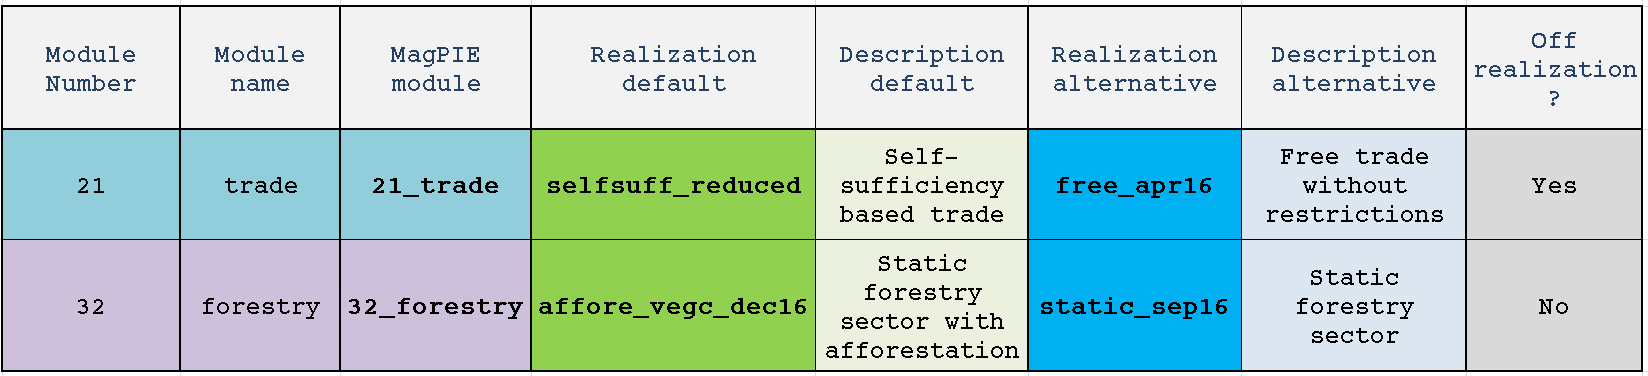 Module Number
Module name
MagPIE module
Realization default
Description default
Realization alternative
Description alternative
Off realization ?
21
trade
21_trade
selfsuff_reduced
Self-
sufficiency
based trade
free_apr16
Free trade
without
restrictions
Yes
32
forestry
32_forestry
affore_vegc_dec16
Static
forestry
sector with
afforestation
static_sep16
Static
forestry
sector
No